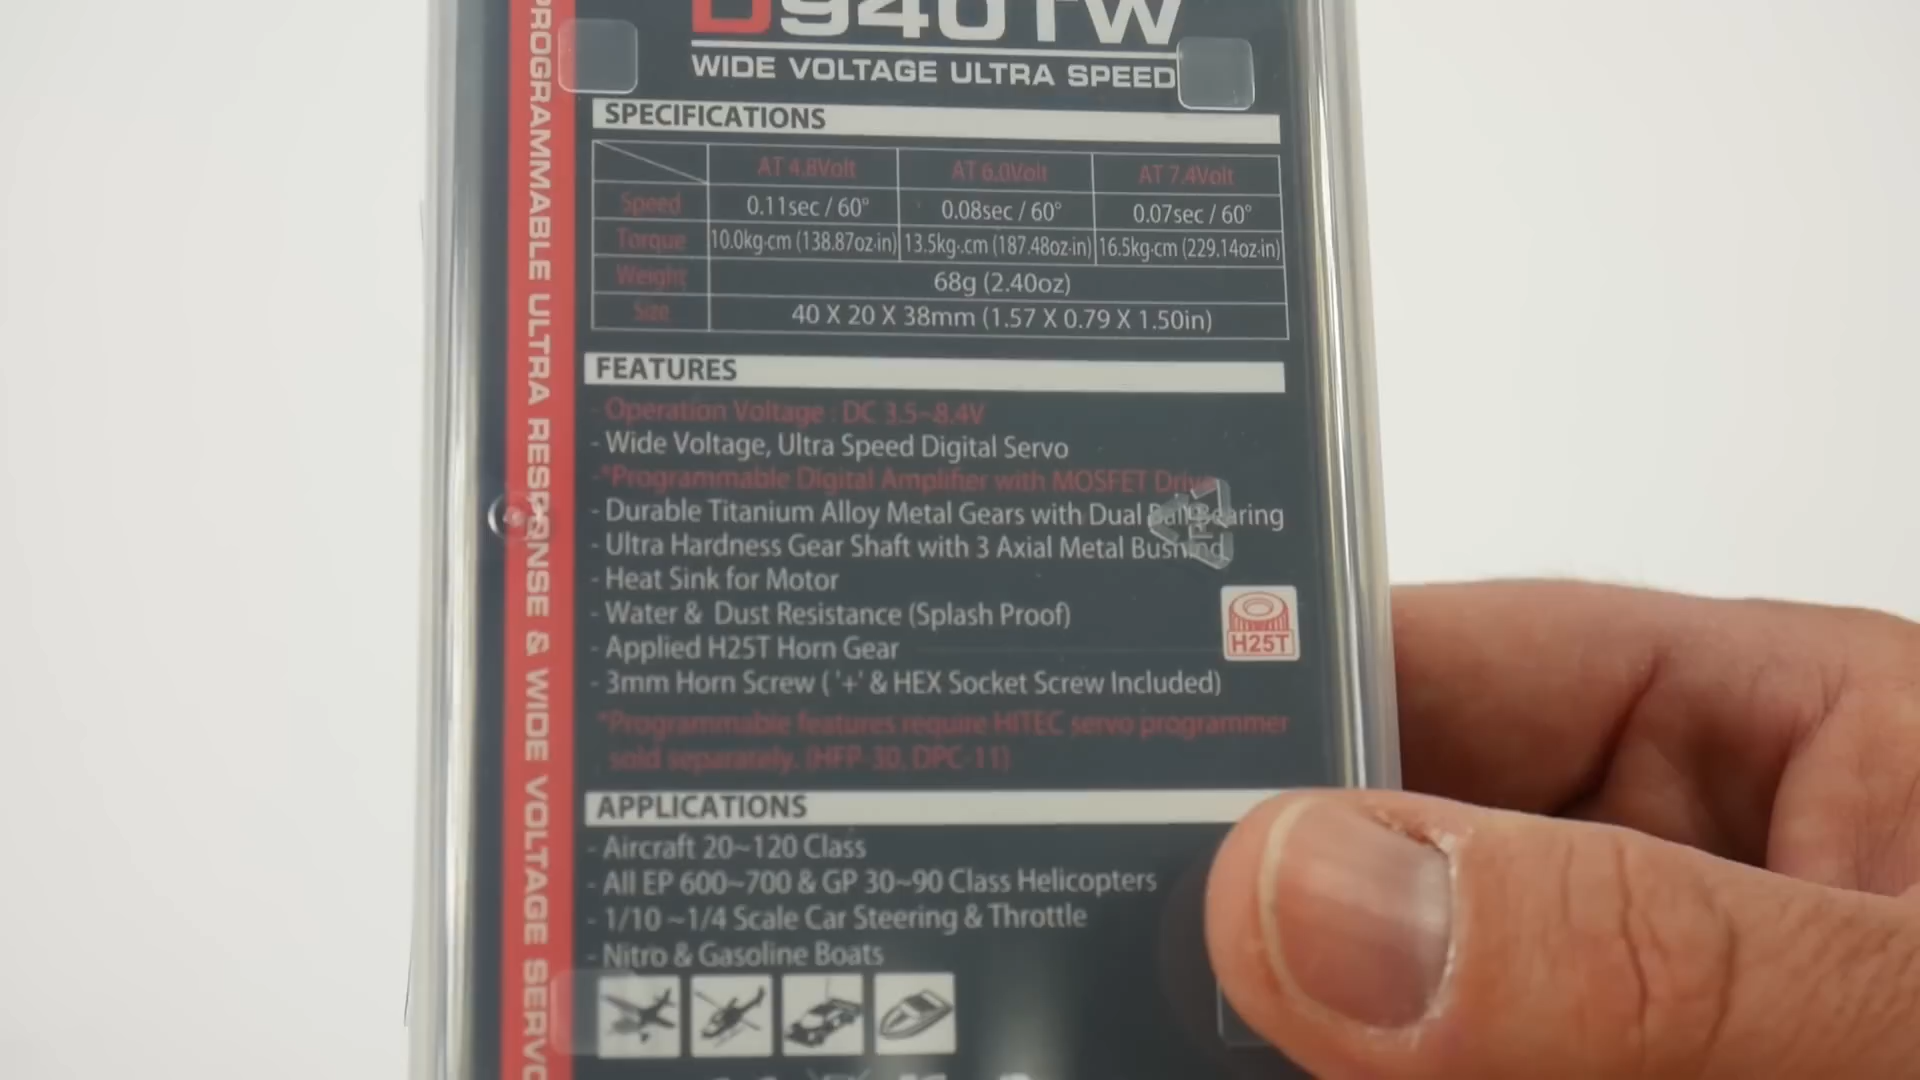 D940TW
WIDE VOLTAGE ULTRA SPEED
PROGRAMMABLE ULTRA RESPONSE & WIDE VOLTAGE SERVO
SPECIFICATIONS
AT 4.8Volt AT 6.0Volt AT 7.4Volt
Speed 0.11sec / 60° 0.08sec / 60° 0.07sec / 60°
Torque 10.0kg·cm (138.87oz·in) 13.5kg·.cm (187.48oz·in) 16.5kg·cm (229.14oz·in)
Weight 68g (2.40oz)
Size 40 X 20 X 38mm (1.57 X 0.79 X 1.50in)
FEATURES
- Operation Voltage : DC 3.5~8.4V
- Wide Voltage, Ultra Speed Digital Servo
- *Programmable Digital Amplifier with MOSFET Drive
- Durable Titanium Alloy Metal Gears with Dual Ball Bearing
- Ultra Hardness Gear Shaft with 3 Axial Metal Bushing
- Heat Sink for Motor
- Water & Dust Resistance (Splash Proof)
- Applied H25T Horn Gear
H25T
- 3mm Horn Screw ( '+' & HEX Socket Screw Included)
*Programmable features require HITEC servo programmer
sold separately. (HFP-30, DPC-11)
APPLICATIONS
- Aircraft 20~120 Class
- All EP 600~700 & GP 30~90 Class Helicopters
- 1/10 ~1/4 Scale Car Steering & Throttle
- Nitro & Gasoline Boats